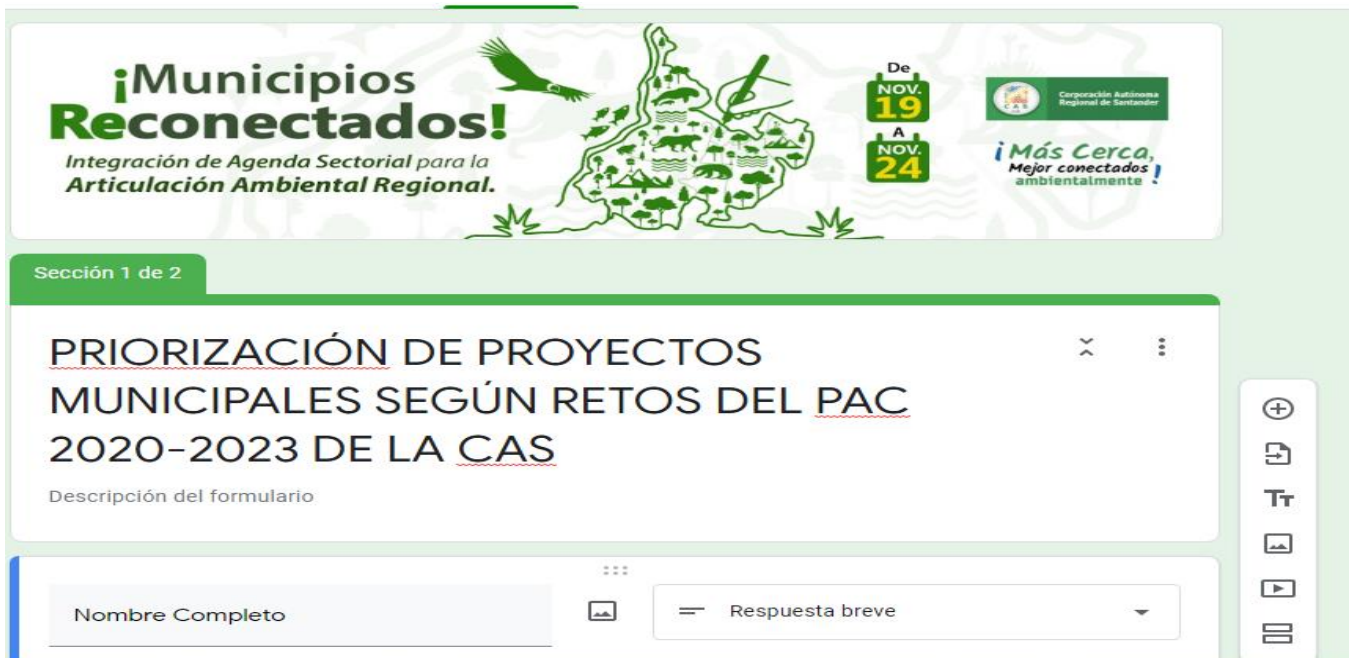 ¡Municipios
Reconectados!
Integración de Agenda Sectorial para la
Articulación Ambiental Regional.
De
NOV.
19
A
NOV.
24
CAS
Corporación Autónoma
Regional de Santander
¡Más Cerca,
Mejor conectados
ambientalmente!
Sección 1 de 2
PRIORIZACIÓN DE PROYECTOS
MUNICIPALES SEGÚN RETOS DEL PAC
2020-2023 DE LA CAS
Descripción del formulario
Nombre Completo
Respuesta breve
Tт